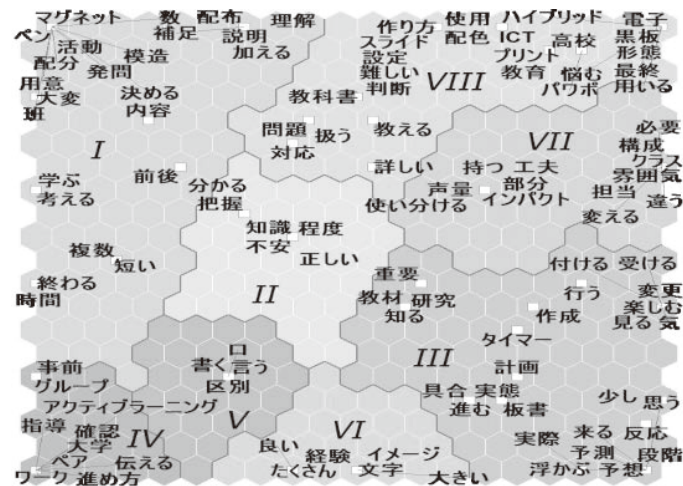 マグネット 数 配布 理解
ペン 補足 説明
活動 模造 加える
配分 発問
用意
大変 決める
班 内容
I
学ぶ 前後
考える
複数
短い
終わる
時間
作り方 使用 ハイブリッド 電子
スライド 配色 ICT 高校 黒板
設定 プリント 形態
難しい VIII 教育 悩む 最終
判断 パワポ 用いる
教科書
問題 扱う 教える
対応
詳しい
VII 必要
構成
クラス
持つ 工夫 雰囲気
声量 部分 担当
使い分ける インパクト 違う
変える
分かる
把握
知識 程度
不安
正しい
II
重要
教材 研究
知る
付ける 受ける
行う 変更
作成 楽しむ
見る 気
タイマー
III 計画
具合 実態
進む 板書
少し 思う
実際 来る 反応
予測 段階
浮かぶ 予想
口
書く 言う
区別
V
事前
グループ
アクティブラーニング
指導 確認 IV
大学
ペア 伝える
ワーク 進め方
VI
良い
経験 イメージ
たくさん 文字 大きい